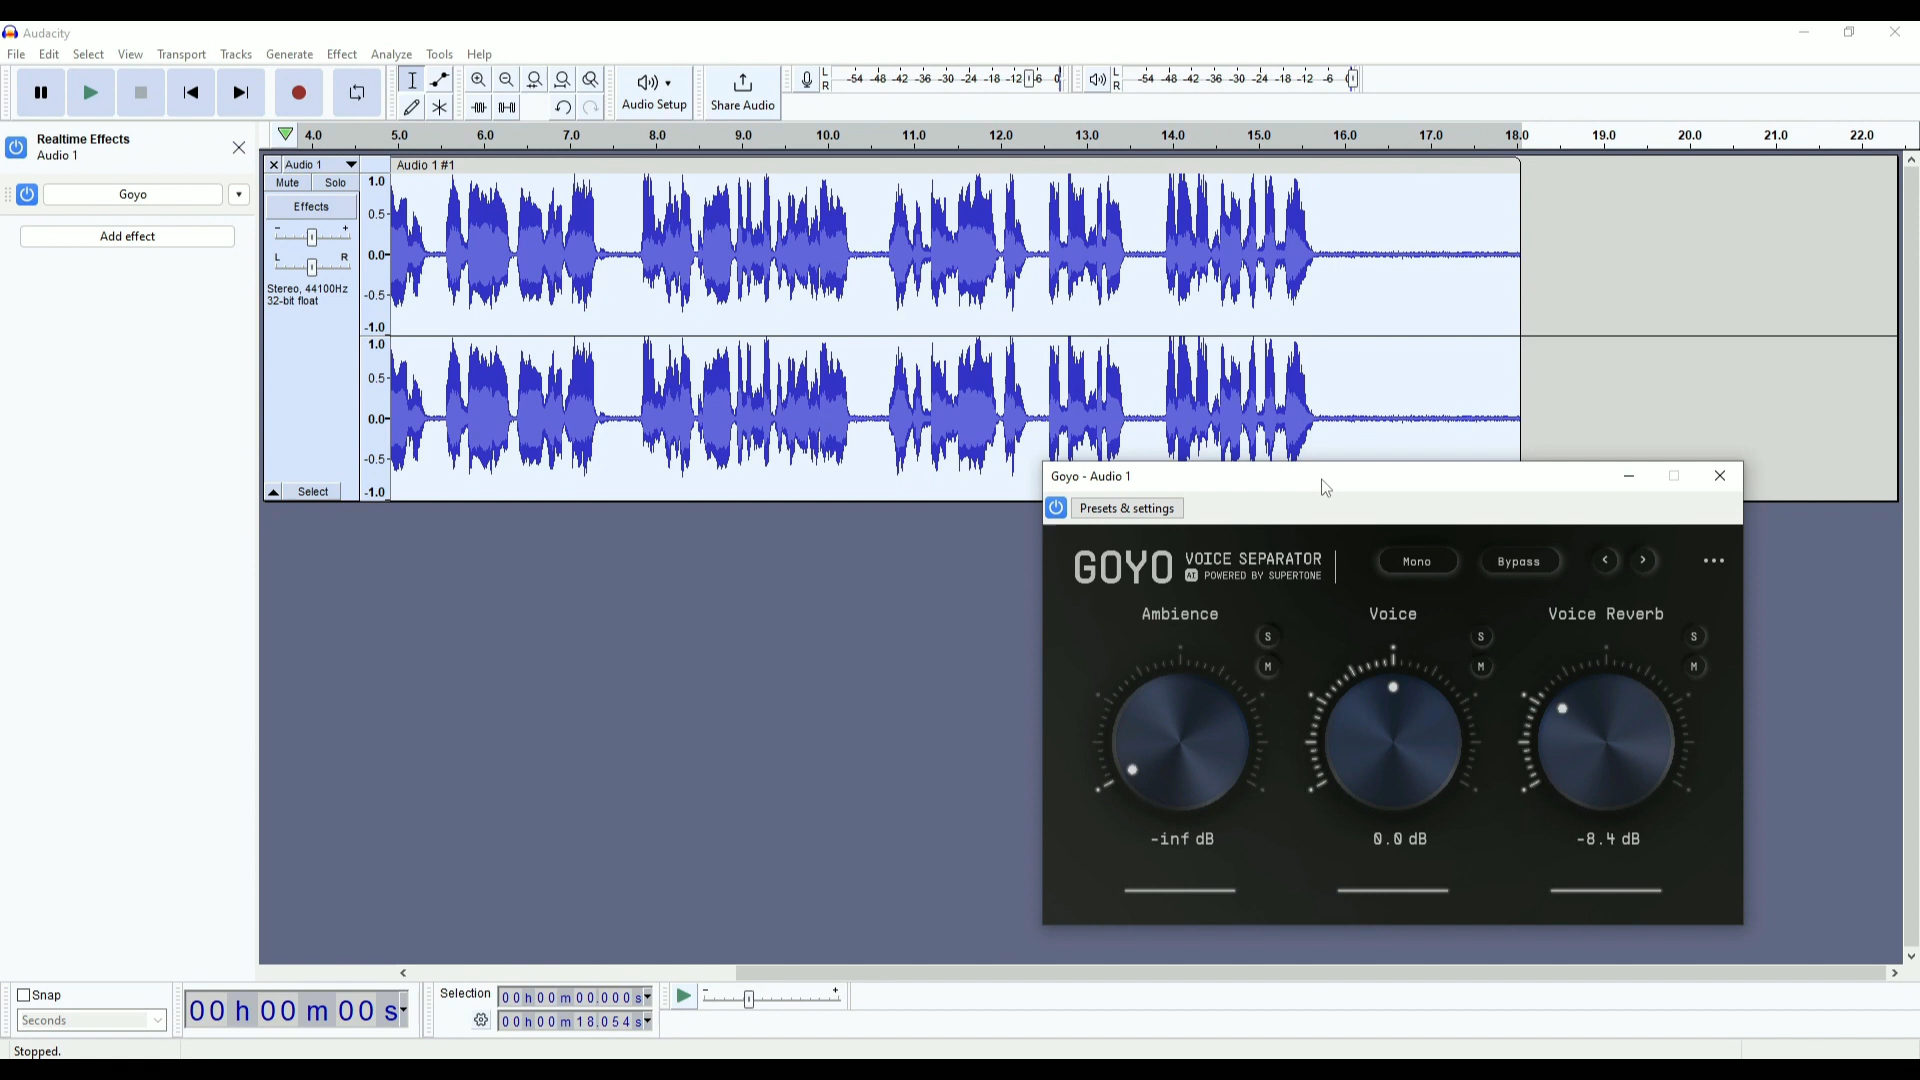 Audacity
File Edit Select View Transport Tracks Generate Effect Analyze Tools Help
Audio Setup
Share Audio
L R -54 -48 -42 -36 -30 -24 -18 -12 -6 0
L R -54 -48 -42 -36 -30 -24 -18 -12 -6 0
Realtime Effects
Audio 1
4.0 5.0 6.0 7.0 8.0 9.0 10.0 11.0 12.0 13.0 14.0 15.0 16.0 17.0 18.0 19.0 20.0 21.0 22.0
Goyo
Add effect
Audio 1
Mute Solo
Effects
- +
L R
Stereo, 44100Hz
32-bit float
Select
Audio 1 #1
1.0
0.5
0.0
-0.5
-1.0
1.0
0.5
0.0
-0.5
-1.0
Goyo - Audio 1
Presets & settings
GOYO VOICE SEPARATOR
AI POWERED BY SUPERTONE
Mono Bypass < >
Ambience Voice Voice Reverb
S S S
M M M
-inf dB 0.0 dB -8.4 dB
Snap
Seconds
00 h 00 m 00 s
Selection
00 h 00 m 00.000 s
00 h 00 m 18.054 s
- +
Stopped.